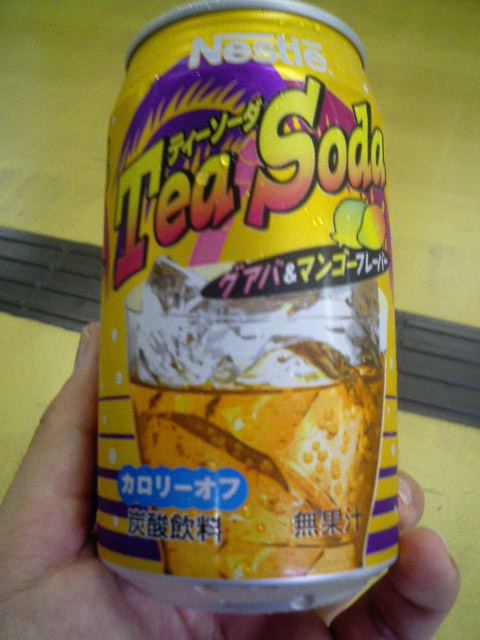 Nestlē
ティーソーダ
Tea Soda
グアバ&マンゴーフレーバー
カロリーオフ
炭酸飲料
無果汁